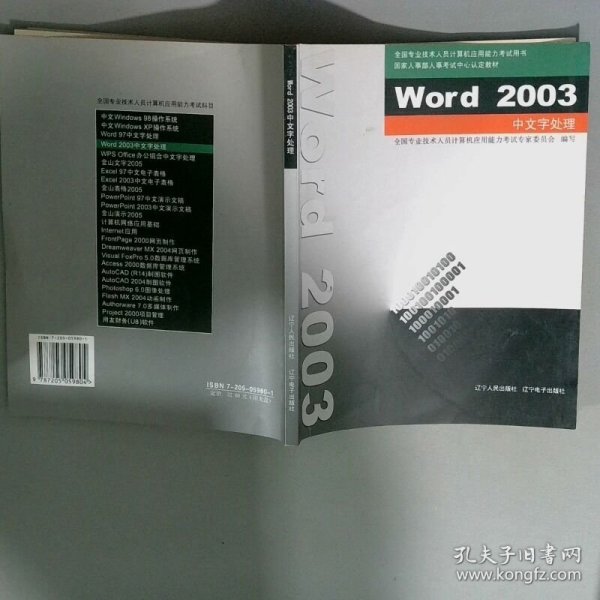 全国专业技术人员计算机应用能力考试科目
中文Windows 98操作系统
中文Windows XP操作系统
Word 97中文字处理
Word 2003中文字处理
WPS Office办公组合中文字处理
金山文字2005
Excel 97中文电子表格
Excel 2003中文电子表格
金山表格2005
PowerPoint 97中文演示文稿
PowerPoint 2003中文演示文稿
金山演示2005
计算机网络应用基础
Internet应用
FrontPage 2000网页制作
Dreamweaver MX 2004网页制作
Visual FoxPro 5.0数据库管理系统
Access 2000数据库管理系统
AutoCAD (R14)制图软件
AutoCAD 2004制图软件
Photoshop 6.0图像处理
Flash MX 2004动画制作
Authorware 7.0多媒体制作
Project 2000项目管理
用友财务(U8)软件
ISBN 7-205-05980-1
9 787205 059804
ISBN 7-205-05980-1
Word 2003中文字处理
辽宁人民出版社
辽宁电子出版社
Word 2003
全国专业技术人员计算机应用能力考试用书
国家人事部人事考试中心认定教材
Word 2003
中文字处理
全国专业技术人员计算机应用能力考试专家委员会 编写
100010010100
100100100001
100010001
1001010
010010
辽宁人民出版社 辽宁电子出版社
孔夫子旧书网
www.kongfz.com